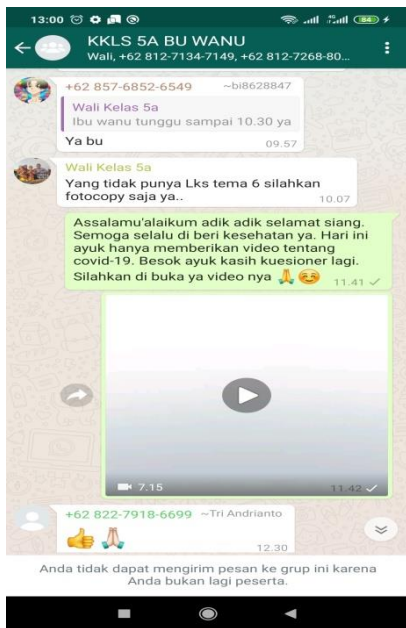 13:00
84
KKLS 5A BU WANU
Wali, +62 812-7134-7149, +62 812-7268-80...
+62 857-6852-6549 ~bi8628847
Wali Kelas 5a
Ibu wanu tunggu sampai 10.30 ya
Ya bu
09.57
Wali Kelas 5a
Yang tidak punya Lks tema 6 silahkan
fotocopy saja ya..
10.07
Assalamu'alaikum adik adik selamat siang.
Semoga selalu di beri kesehatan ya. Hari ini
ayuk hanya memberikan video tentang
covid-19. Besok ayuk kasih kuesioner lagi.
Silahkan di buka ya video nya 🙏☺️
11.41
7.15
11.42
+62 822-7918-6699 ~Tri Andrianto
👍🙏
12.30
Anda tidak dapat mengirim pesan ke grup ini karena
Anda bukan lagi peserta.